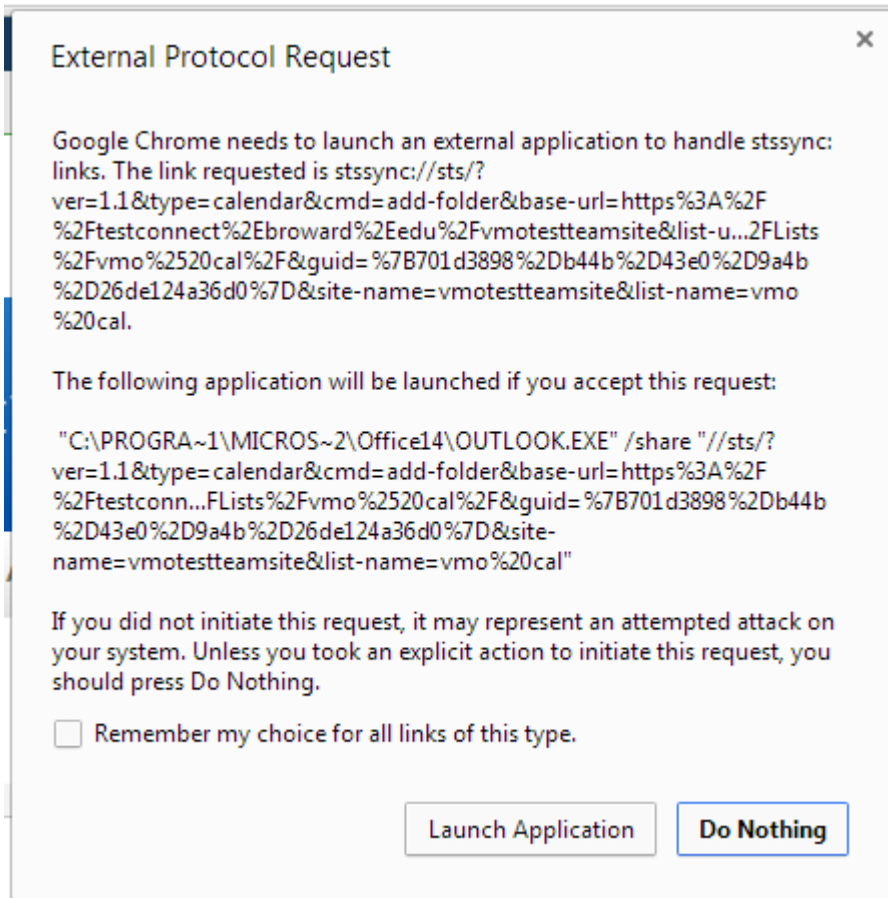 External Protocol Request
Google Chrome needs to launch an external application to handle stssync:
links. The link requested is stssync://sts/?
ver=1.1&type=calendar&cmd=add-folder&base-url=https%3A%2F
%2Ftestconnect%2Ebroward%2Eedu%2Fvmotestteamsite&list-u...2FLists
%2Fvmo%2520cal%2F&guid=%7B701d3898%2Db44b%2D43e0%2D9a4b
%2D26de124a36d0%7D&site-name=vmotestteamsite&list-name=vmo
%20cal.
The following application will be launched if you accept this request:
"C:\PROGRA~1\MICROS~2\Office14\OUTLOOK.EXE" /share "//sts/?
ver=1.1&type=calendar&cmd=add-folder&base-url=https%3A%2F
%2Ftestconn...FLists%2Fvmo%2520cal%2F&guid=%7B701d3898%2Db44b
%2D43e0%2D9a4b%2D26de124a36d0%7D&site-
name=vmotestteamsite&list-name=vmo%20cal"
If you did not initiate this request, it may represent an attempted attack on
your system. Unless you took an explicit action to initiate this request, you
should press Do Nothing.
Remember my choice for all links of this type.
Launch Application
Do Nothing